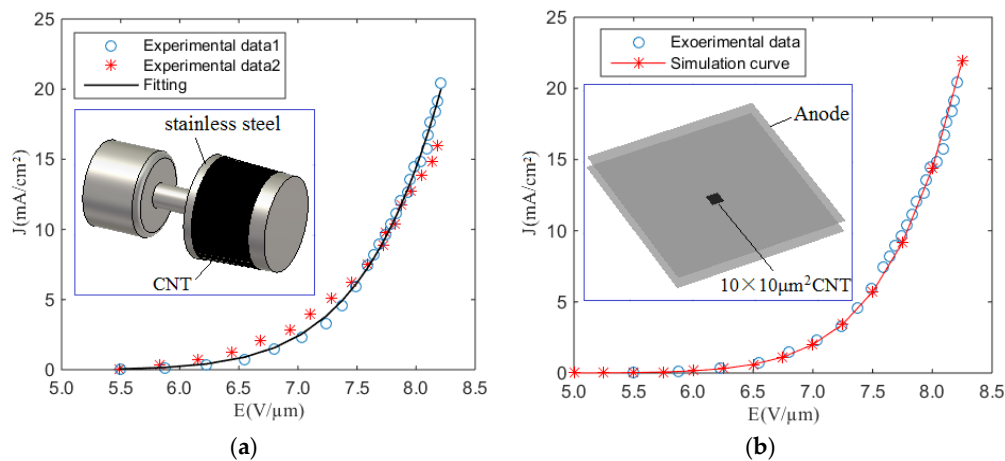 25
20
15
10
5
0
J(mA/cm²)
Experimental data1
Experimental data2
Fitting
stainless steel
CNT
5.0 5.5 6.0 6.5 7.0 7.5 8.0 8.5
E(V/μm)
(a)
25
20
15
10
5
0
J(mA/cm²)
Exoerimental data
Simulation curve
Anode
10×10μm²CNT
5.0 5.5 6.0 6.5 7.0 7.5 8.0 8.5
E(V/μm)
(b)